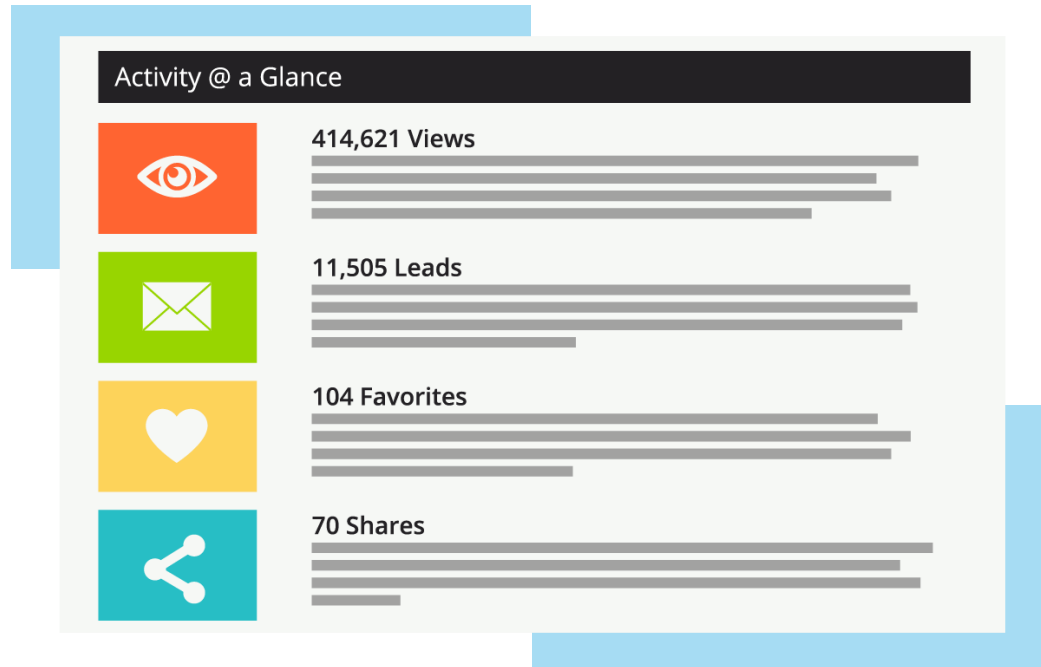 Activity @ a Glance
414,621 Views
11,505 Leads
104 Favorites
70 Shares